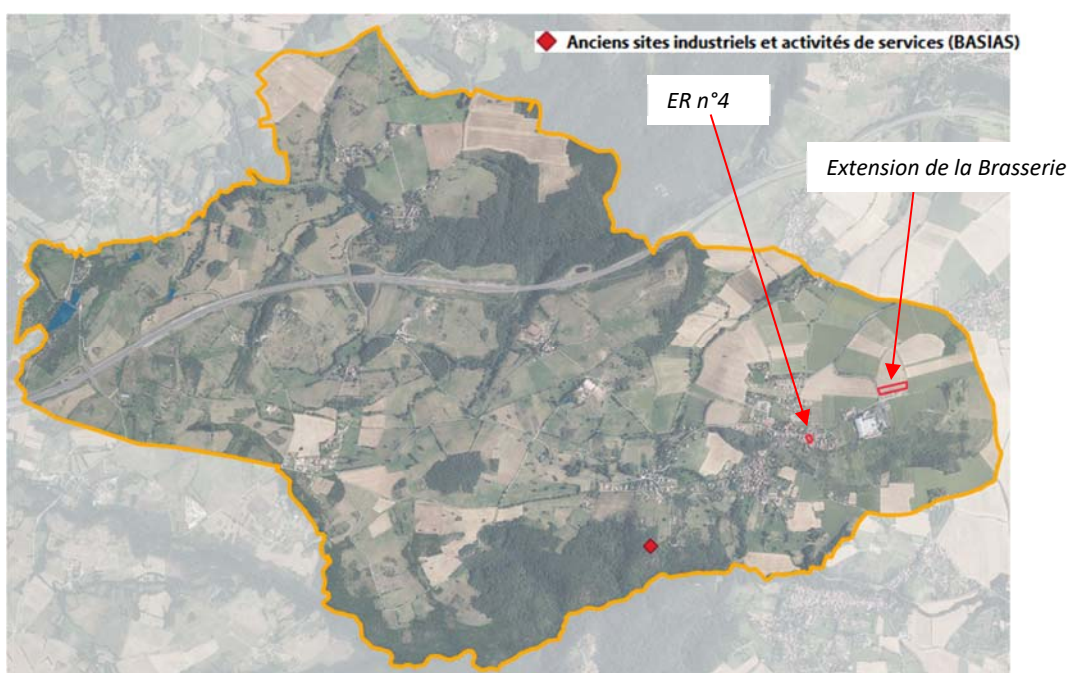 Anciens sites industriels et activités de services (BASIAS)
ER n°4
Extension de la Brasserie